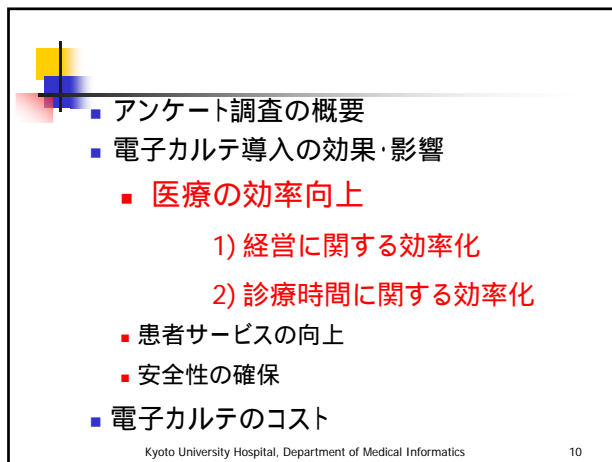 アンケート調査の概要
電子カルテ導入の効果・影響
医療の効率向上
1) 経営に関する効率化
2) 診療時間に関する効率化
患者サービスの向上
安全性の確保
電子カルテのコスト
Kyoto University Hospital, Department of Medical Informatics 10